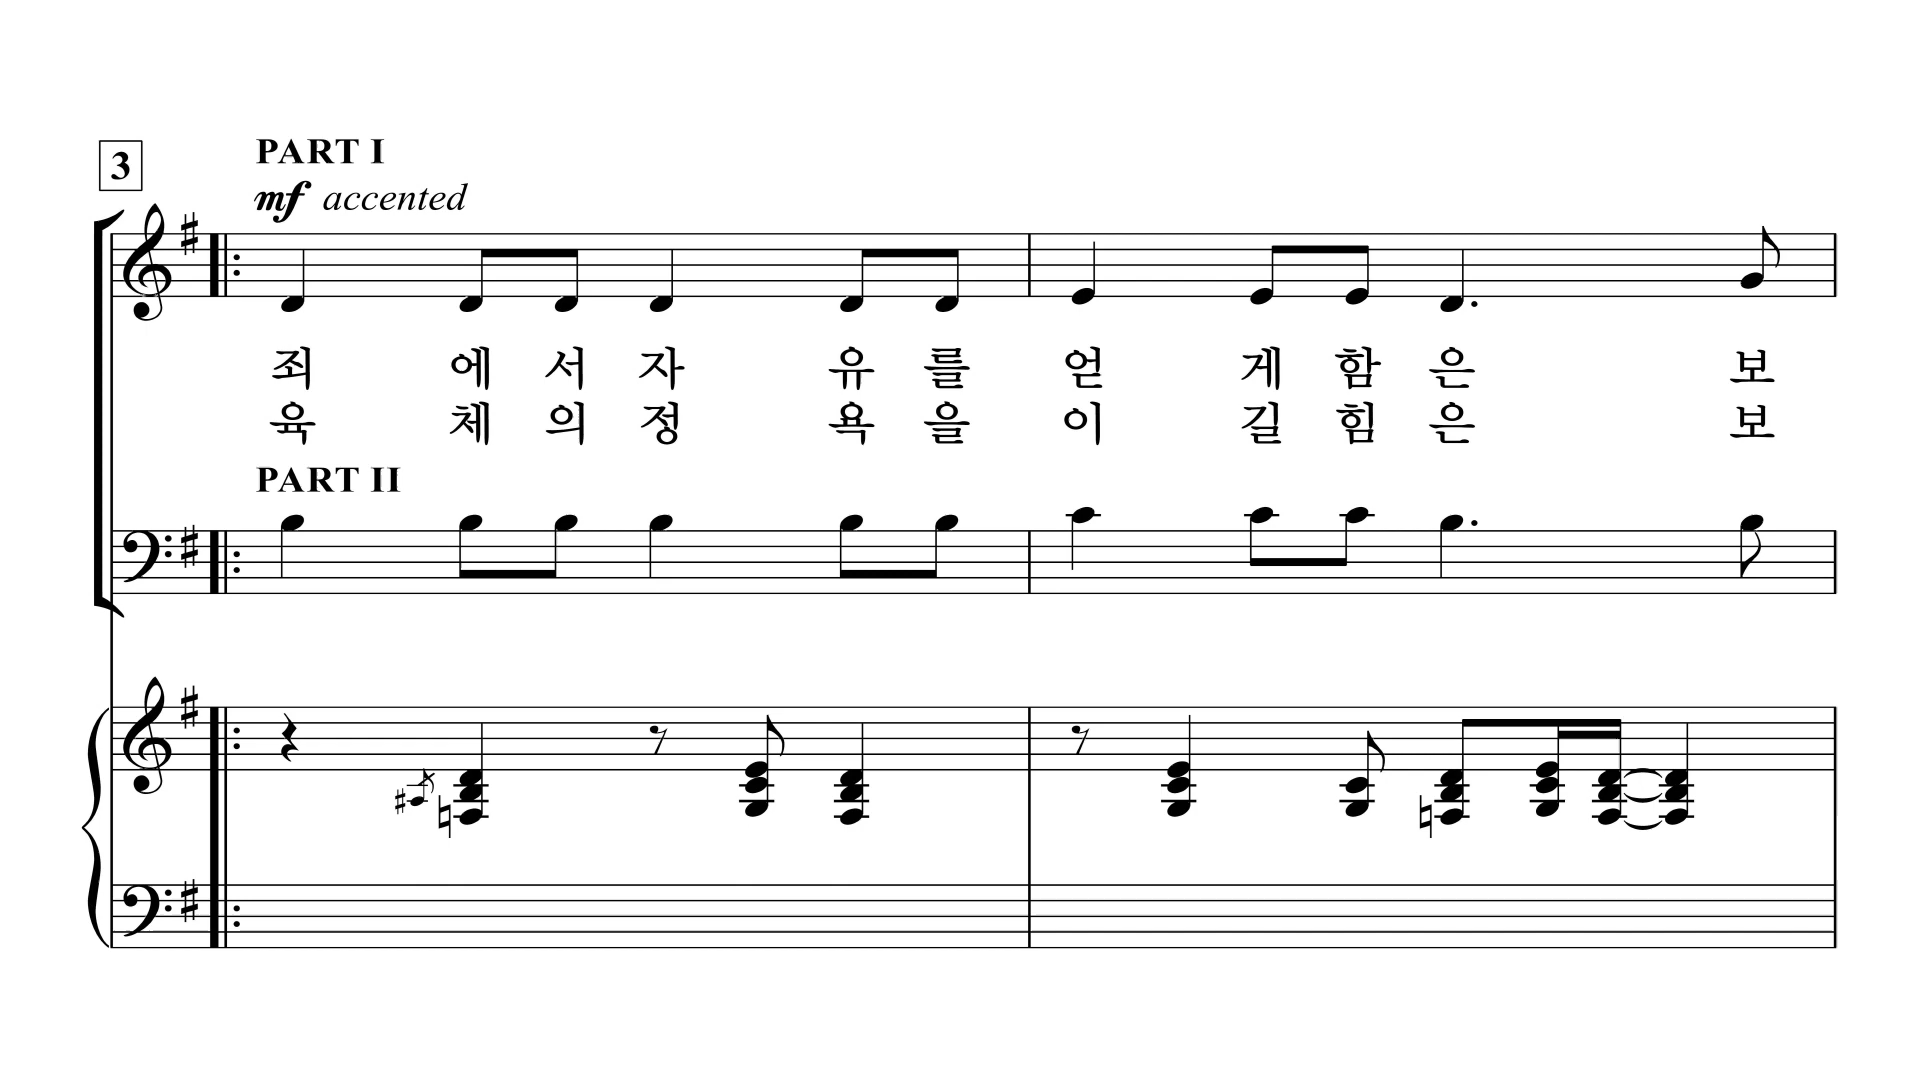 3
PART I
mf accented
죄 에 서 자 유 를 얻 게 함 은 보
육 체 의 정 욕 을 이 길 힘 은 보
PART II